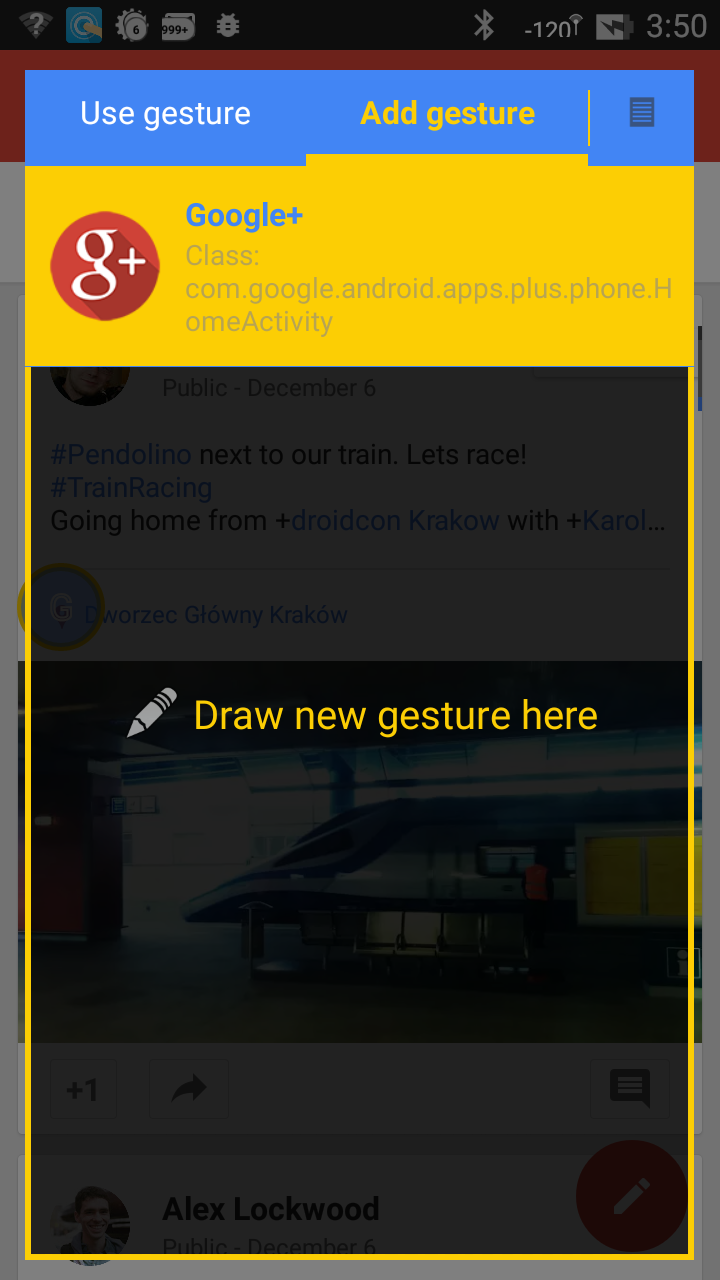 6
999+
-120
3:50
Use gesture
Add gesture
g+
Google+
Class:
com.google.android.apps.plus.phone.H
omeActivity
Public - December 6
#Pendolino next to our train. Lets race!
#TrainRacing
Going home from +droidcon Krakow with +Karol…
G
Dworzec Główny Kraków
Draw new gesture here
+1
Alex Lockwood
Public - December 6